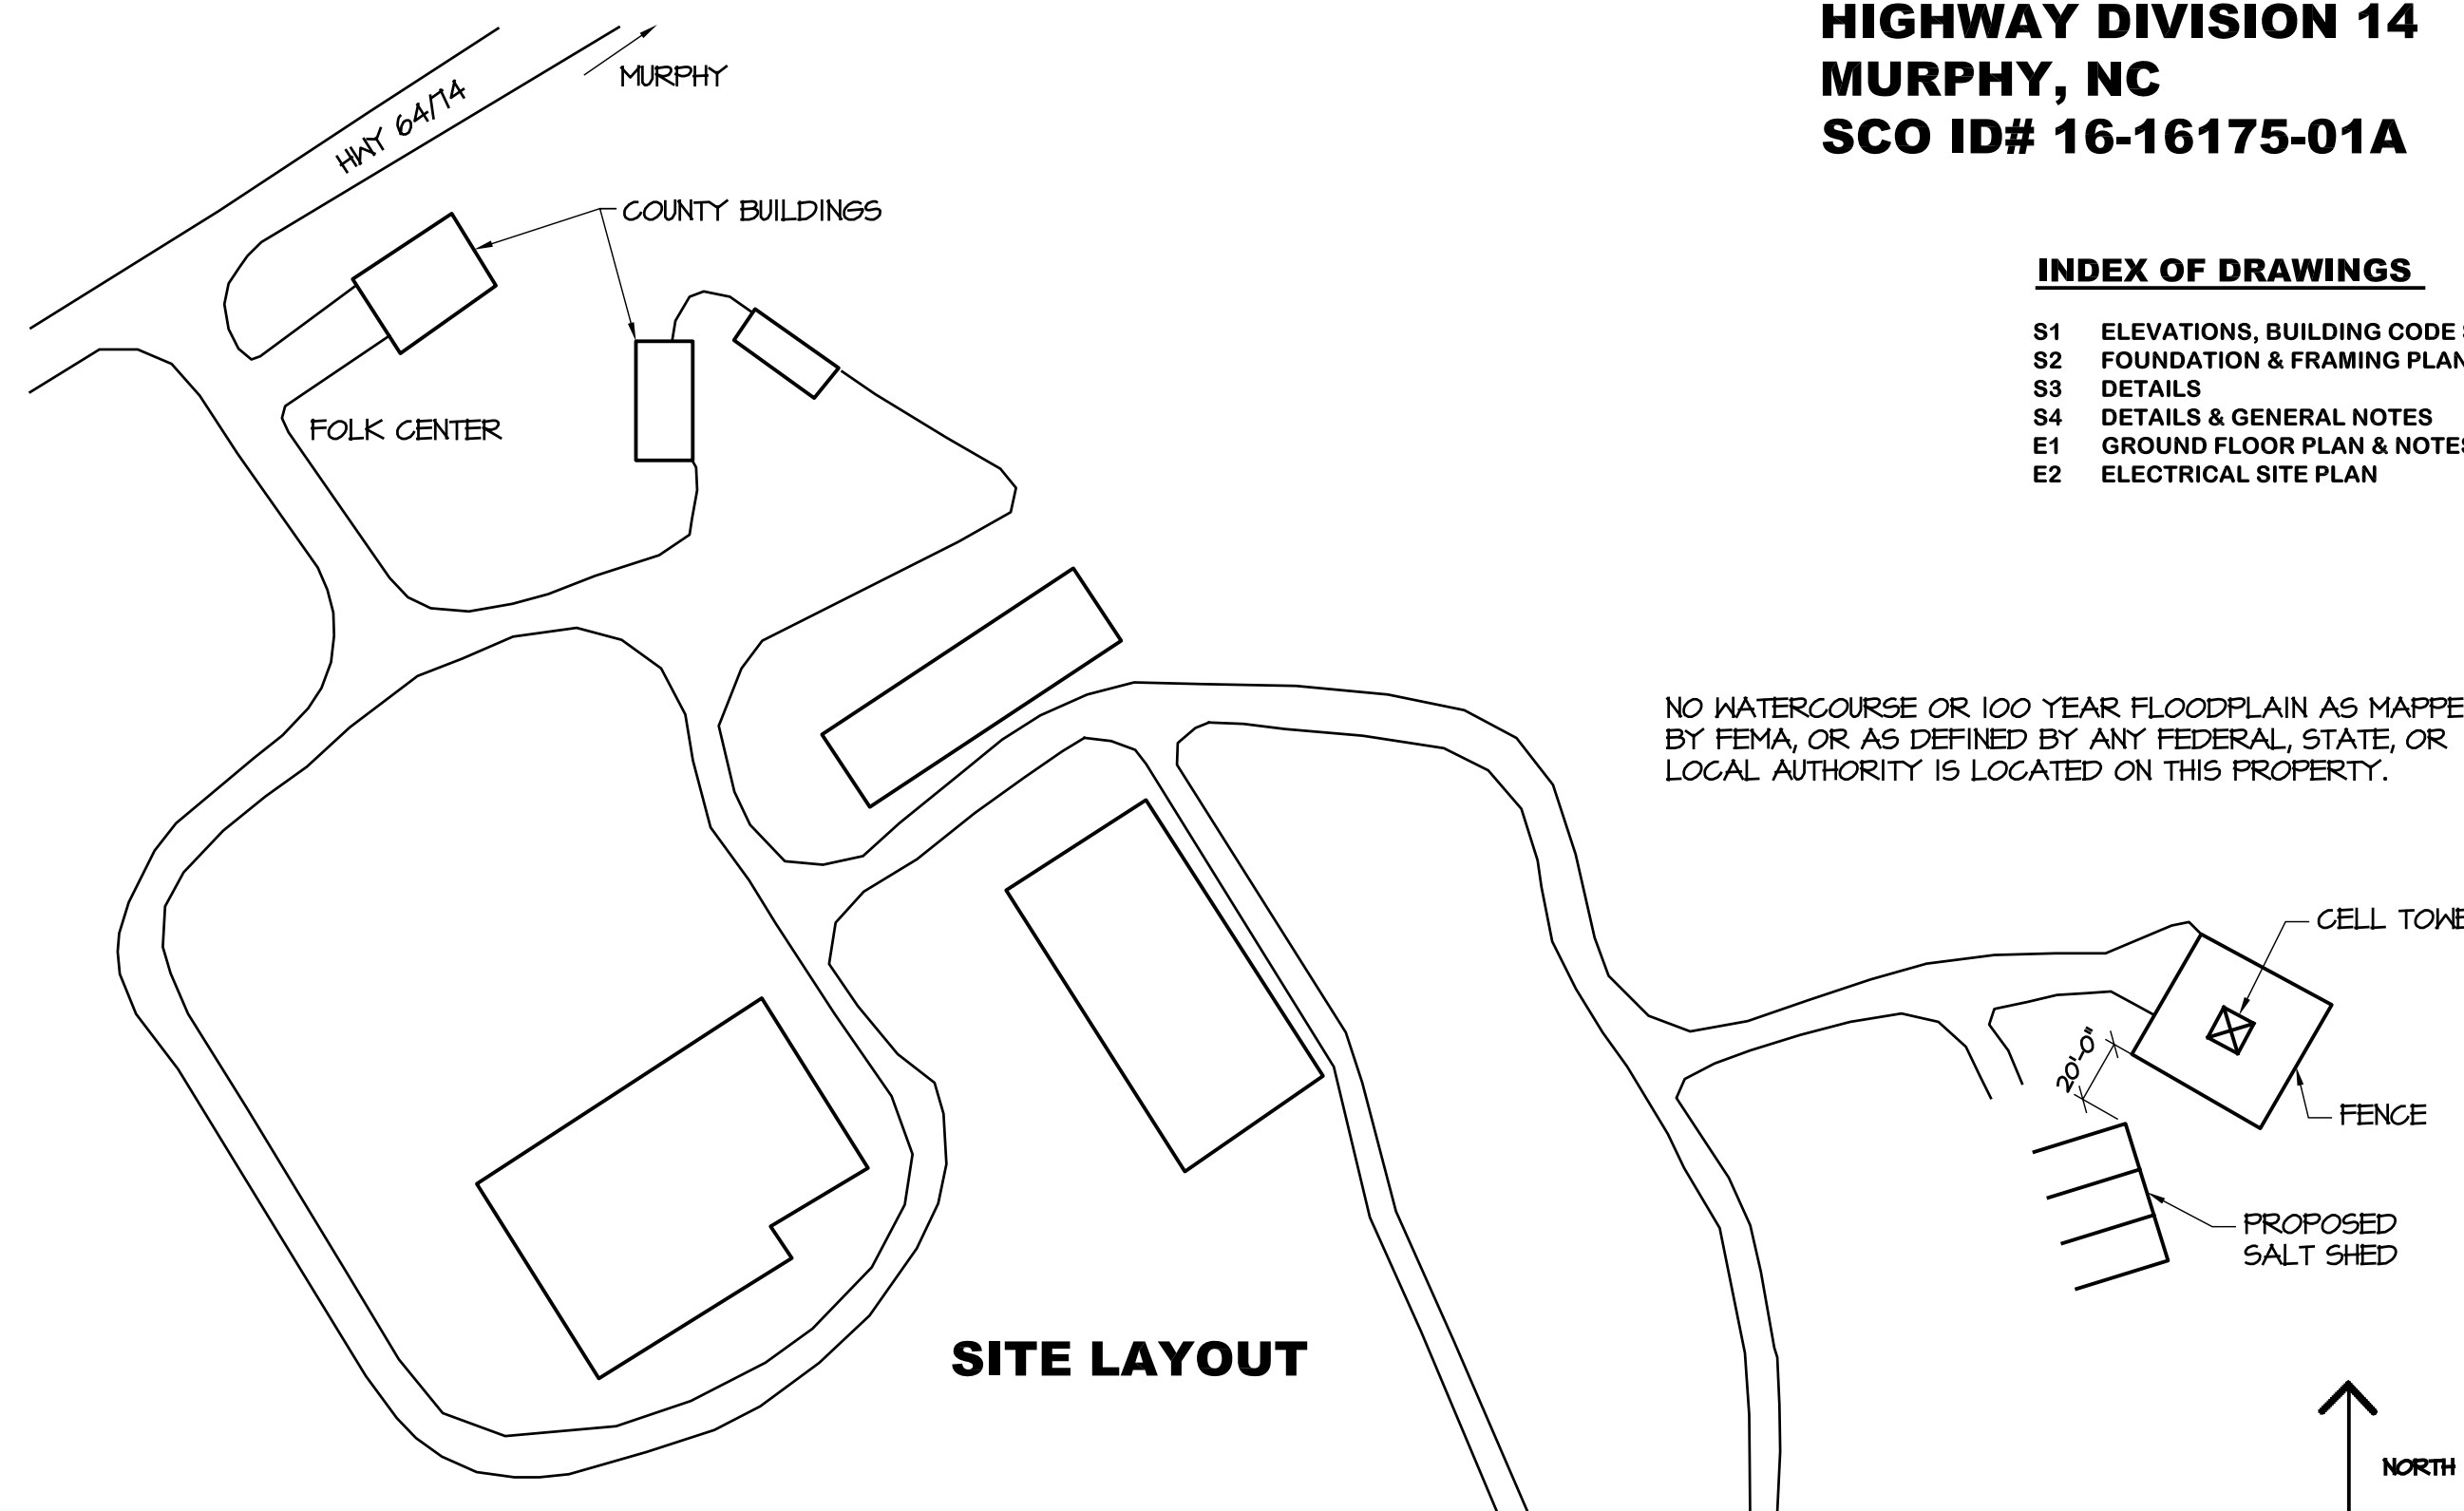 HIGHWAY DIVISION 14
MURPHY, NC
SCO ID# 16-16175-01A
MURPHY
HWY 64/74
COUNTY BUILDINGS
FOLK CENTER
INDEX OF DRAWINGS
S1 ELEVATIONS, BUILDING CODE
S2 FOUNDATION & FRAMING PLAN
S3 DETAILS
S4 DETAILS & GENERAL NOTES
E1 GROUND FLOOR PLAN & NOTES
E2 ELECTRICAL SITE PLAN
NO WATERCOURSE OR 100 YEAR FLOODPLAIN AS MAPPE
BY FEMA, OR AS DEFINED BY ANY FEDERAL, STATE, OR
LOCAL AUTHORITY IS LOCATED ON THIS PROPERTY.
CELL TOWE
20'-0"
FENCE
PROPOSED
SALT SHED
SITE LAYOUT
NORTH